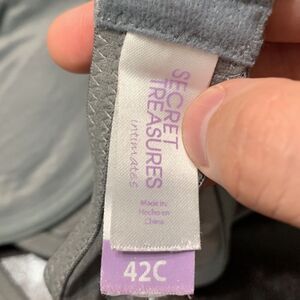 SECRET
TREASURES
intimates
Made in
Hecho en
China
42C